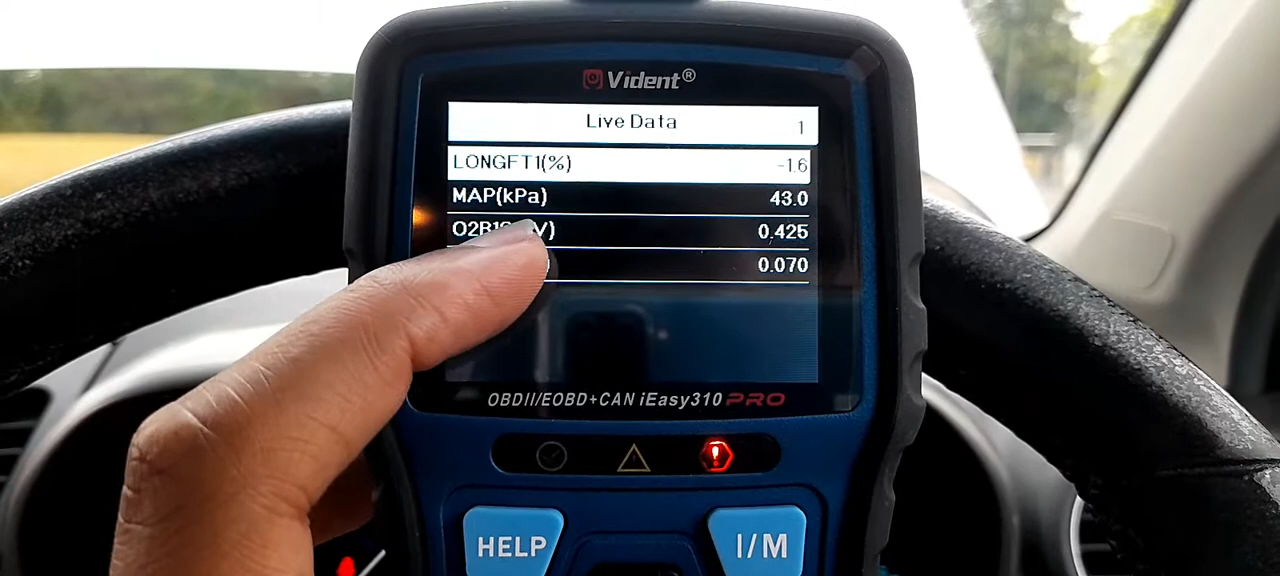 Vident®
Live Data 1
LONGFT1(%) -1.6
MAP(kPa) 43.0
0.425
0.070
OBDII/EOBD+CAN iEasy310 PRO
HELP I/M